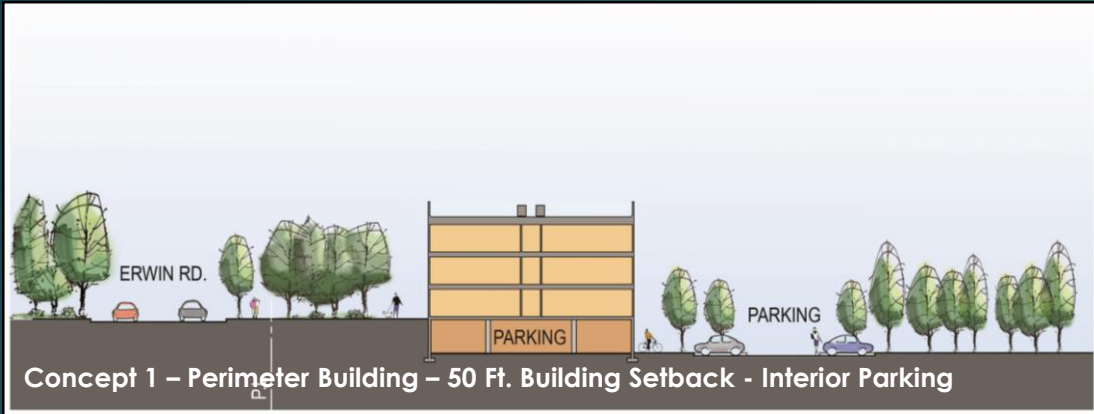 ERWIN RD.
PARKING
PARKING
Concept 1 – Perimeter Building – 50 Ft. Building Setback - Interior Parking